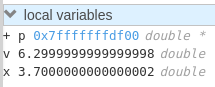 local variables
+ p 0x7fffffffdf00 double *
v 6.2999999999999998 double
x 3.7000000000000002 double